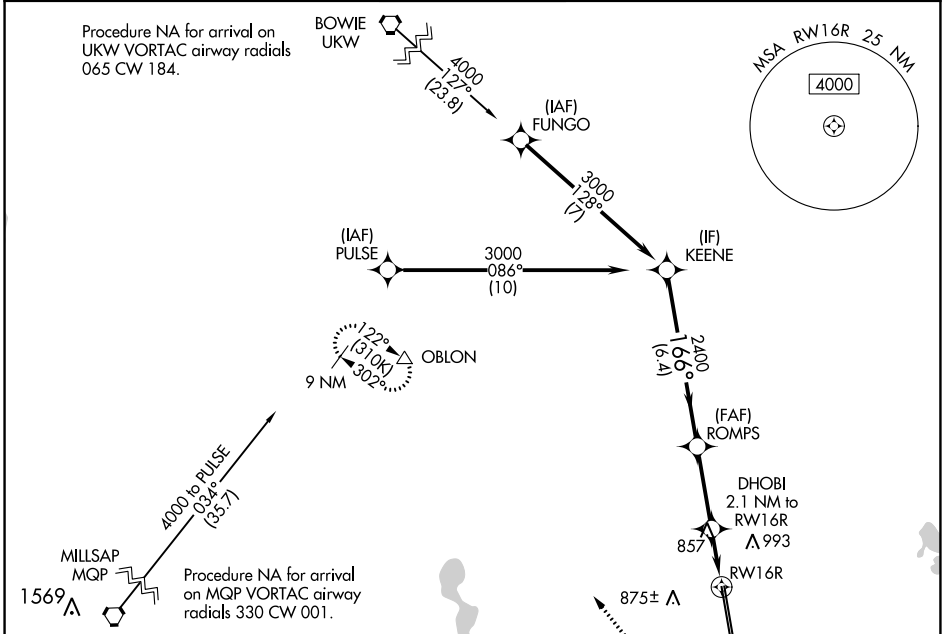 Procedure NA for arrival on
UKW VORTAC airway radials
065 CW 184.
BOWIE
UKW
4000
127°
(23.8)
(IAF)
FUNGO
MSA RW16R 25 NM
4000
3000
128°
(7)
(IAF)
PULSE
3000
086°
(10)
(IF)
KEENE
122°
(310K)
302°
OBLON
9 NM
2400
166°
(6.4)
(FAF)
ROMPS
4000 to PULSE
034°
(35.7)
DHOBI
2.1 NM to
RW16R
857
993
MILLSAP
MQP
1569
Procedure NA for arrival
on MQP VORTAC airway
radials 330 CW 001.
RW16R
875±